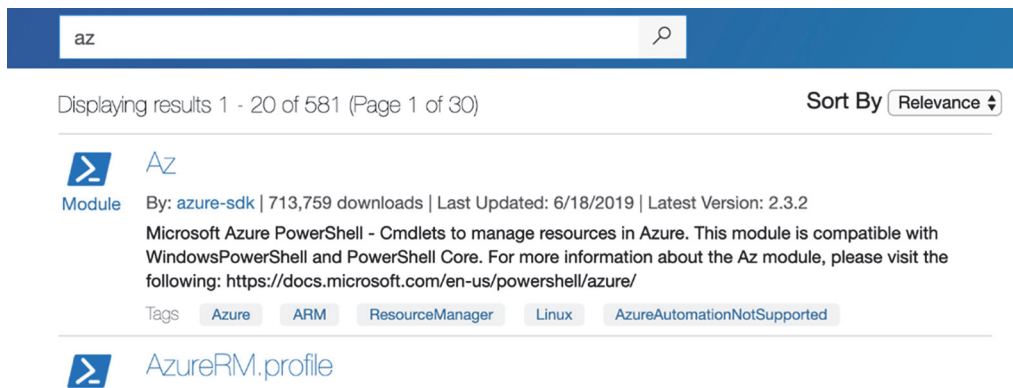 az
Displaying results 1 - 20 of 581 (Page 1 of 30)
Sort By Relevance
Az
Module
By: azure-sdk | 713,759 downloads | Last Updated: 6/18/2019 | Latest Version: 2.3.2
Microsoft Azure PowerShell - Cmdlets to manage resources in Azure. This module is compatible with
WindowsPowerShell and PowerShell Core. For more information about the Az module, please visit the
following: https://docs.microsoft.com/en-us/powershell/azure/
Tags Azure ARM ResourceManager Linux AzureAutomationNotSupported
AzureRM.profile